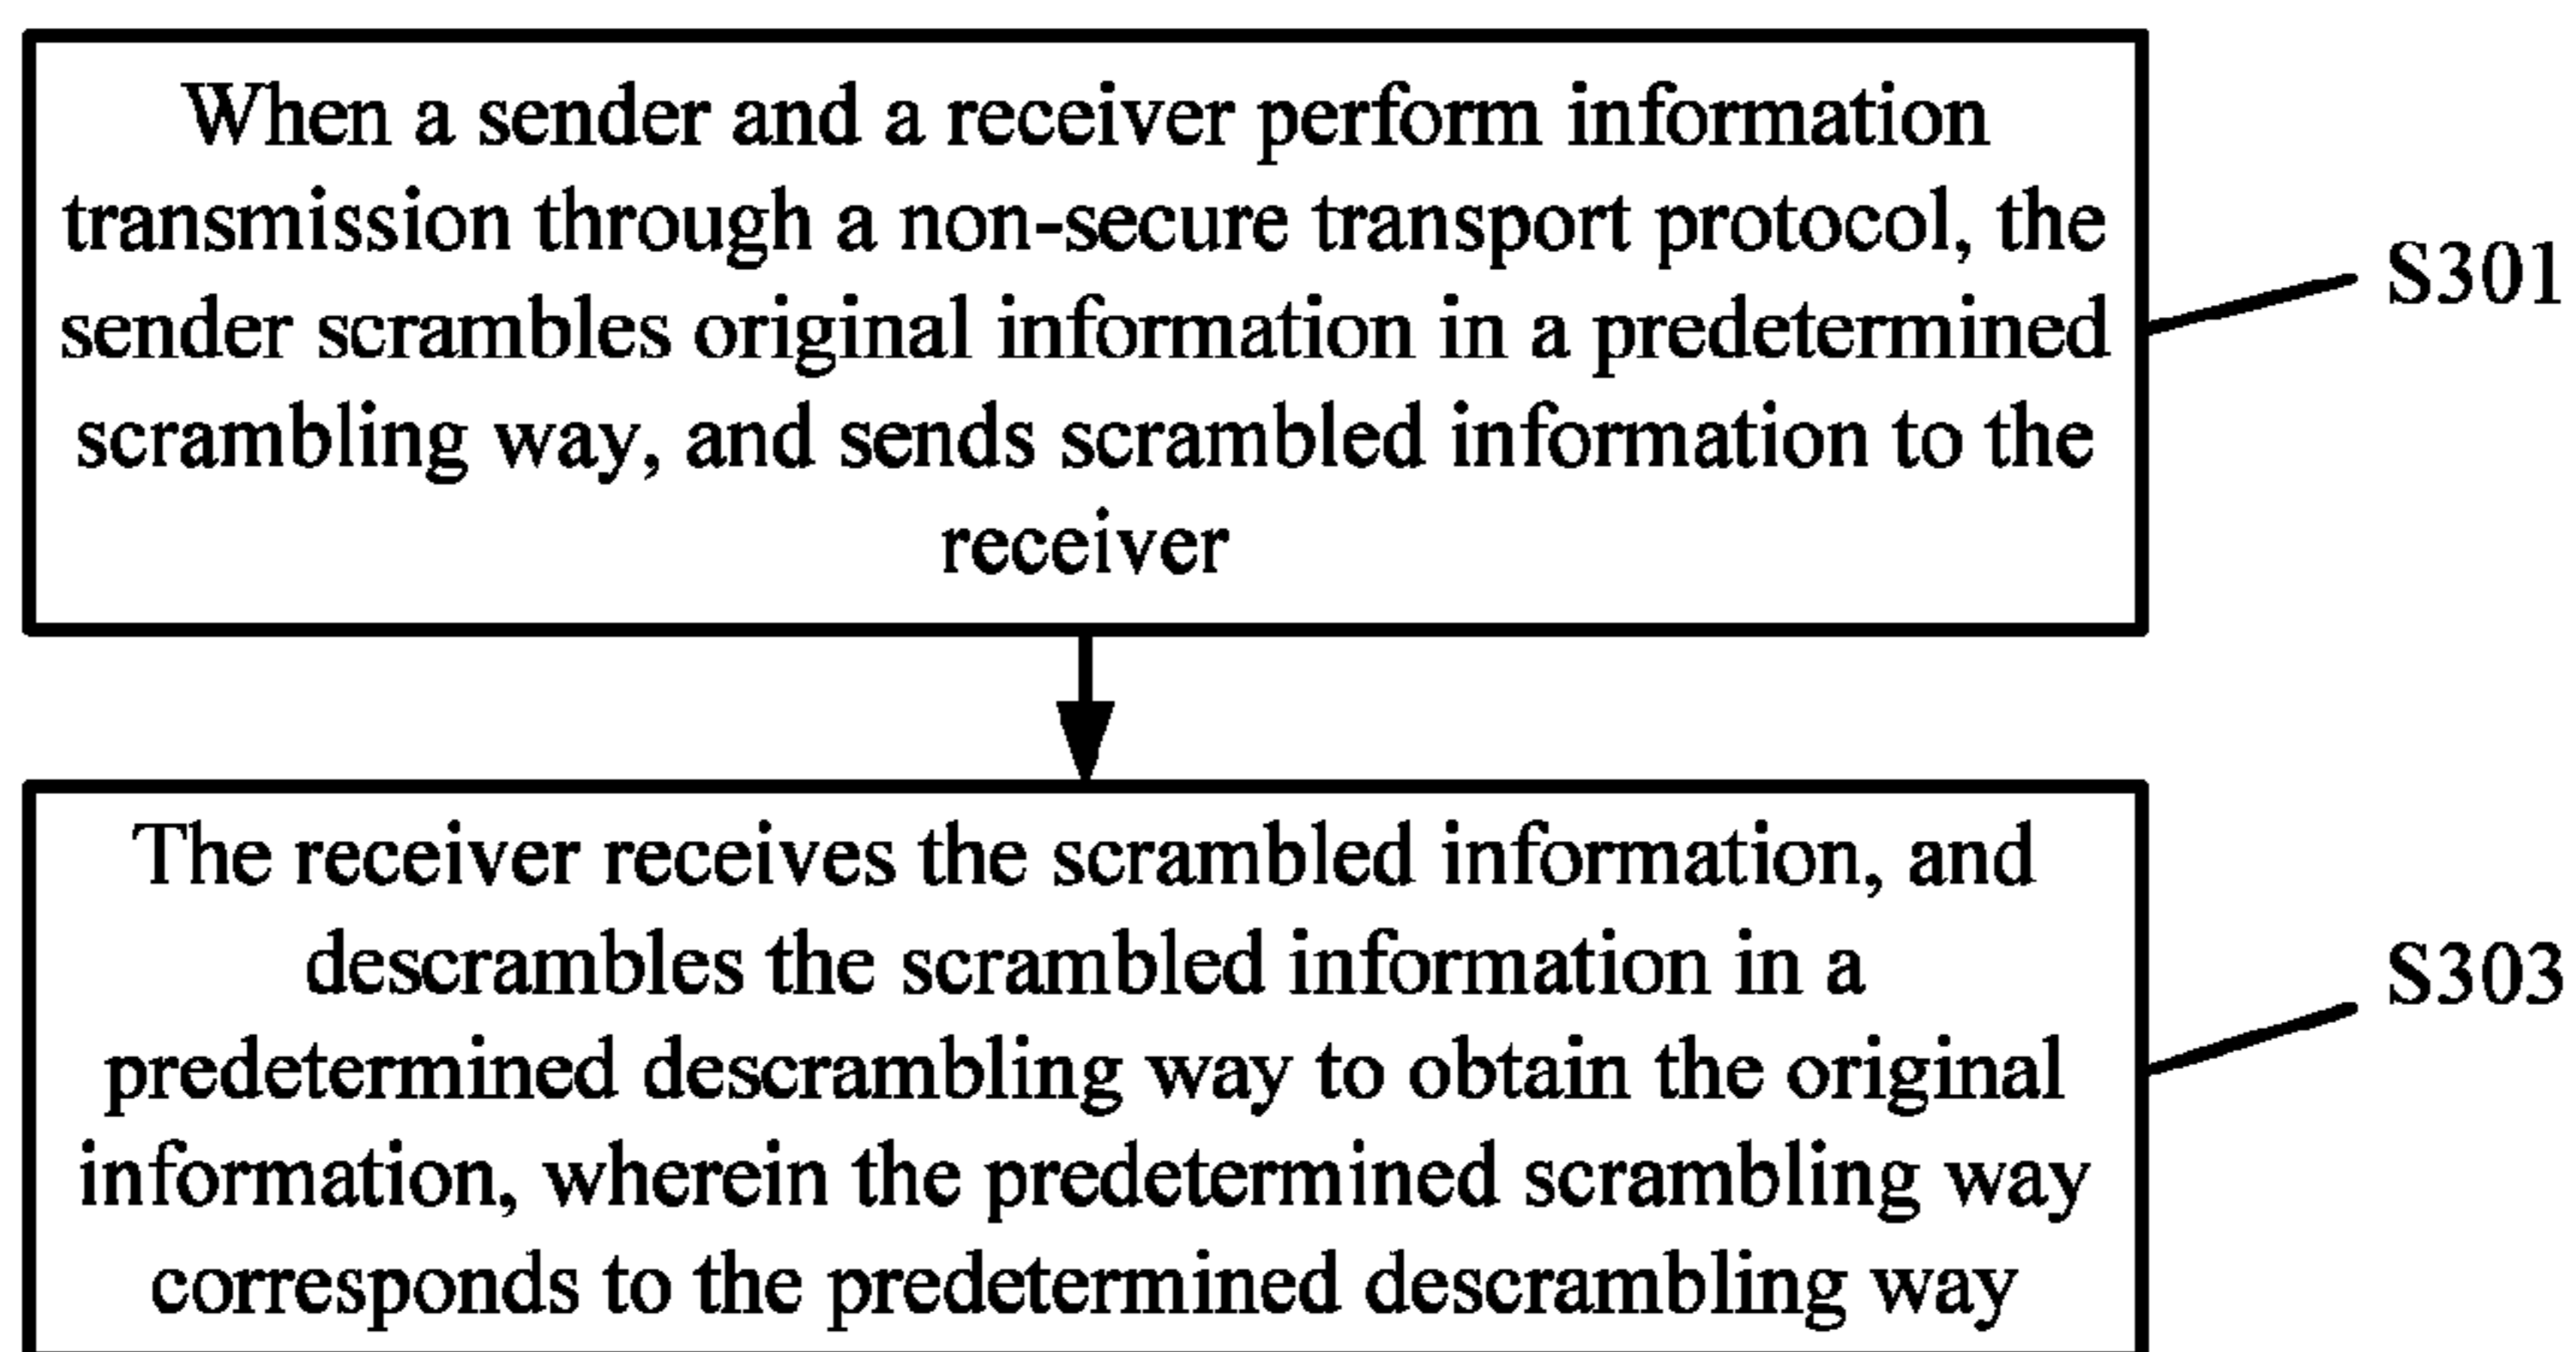 When a sender and a receiver perform information
transmission through a non-secure transport protocol, the
sender scrambles original information in a predetermined
scrambling way, and sends scrambled information to the
receiver
S301
The receiver receives the scrambled information, and
descrambles the scrambled information in a
predetermined descrambling way to obtain the original
information, wherein the predetermined scrambling way
corresponds to the predetermined descrambling way
S303